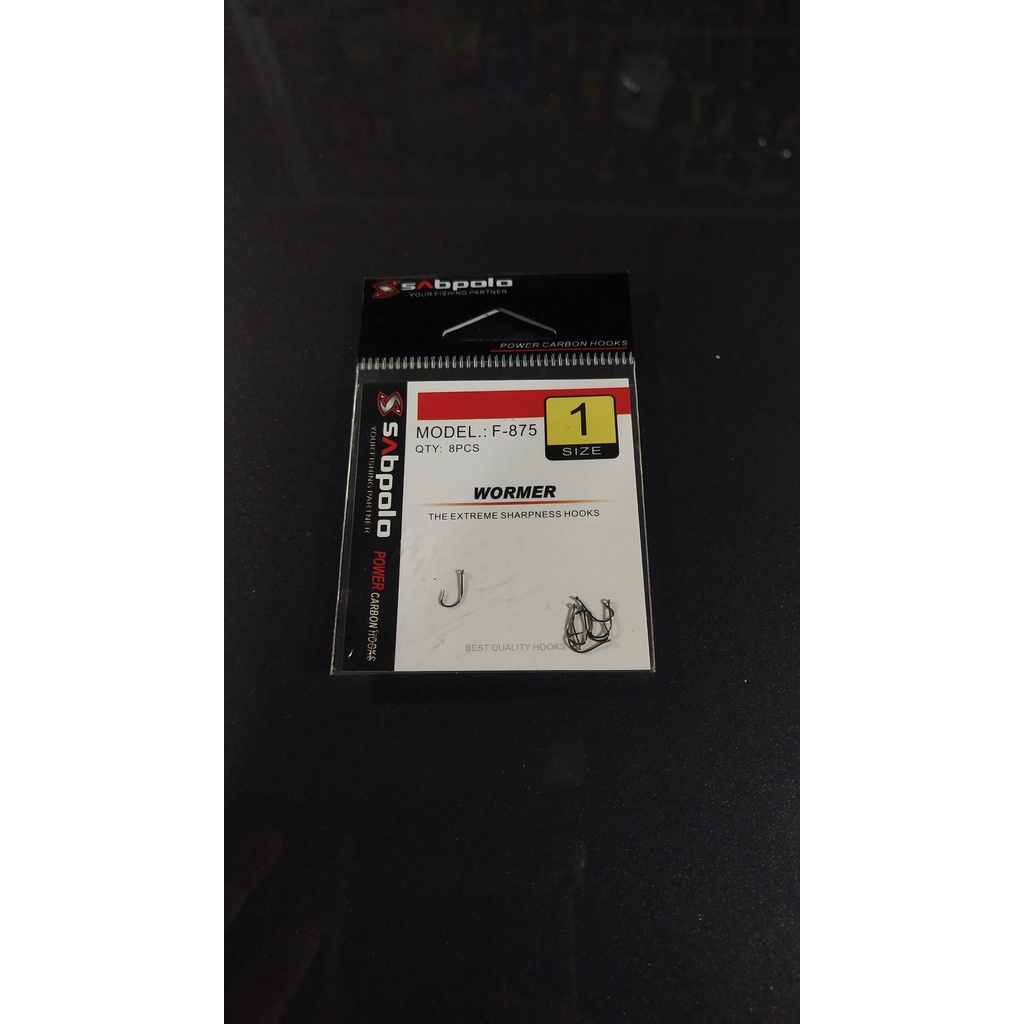 sabpolo
YOUR FISHING PARTNER
POWER CARBON HOOKS
sabpolo
YOUR FISHING PARTNER
POWER CARBON HOOKS
MODEL.: F-875
QTY: 8PCS
1
SIZE
WORMER
THE EXTREME SHARPNESS HOOKS
BEST QUALITY HOOKS